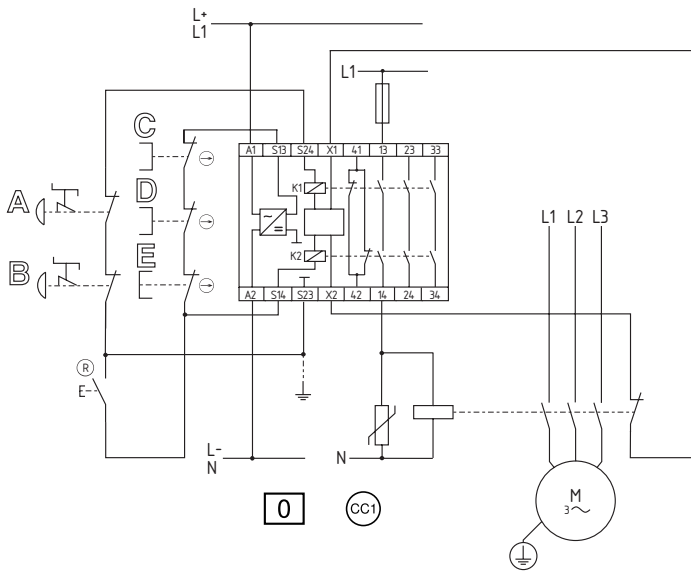 L+
L1
L1
C
A1 S13 S24 X1 41 13 23 33
K1
D
A
L1 L2 L3
~
=
E
K2
B
A2 S14 S23 X2 42 14 24 34
R
E
L-
N
N
M
3~
0
CC1